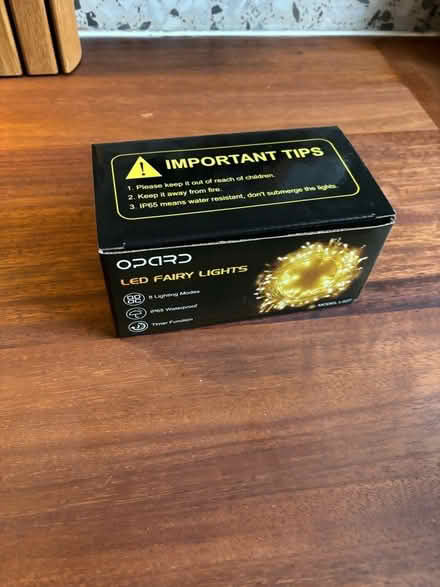 IMPORTANT TIPS
1. Please keep it out of reach of children.
2. Keep it away from fire.
3. IP65 means water resistant, don't submerge the lights.
OPARD
LED FAIRY LIGHTS
8 Lighting Modes
IP65 Waterproof
Timer Function
MODEL: